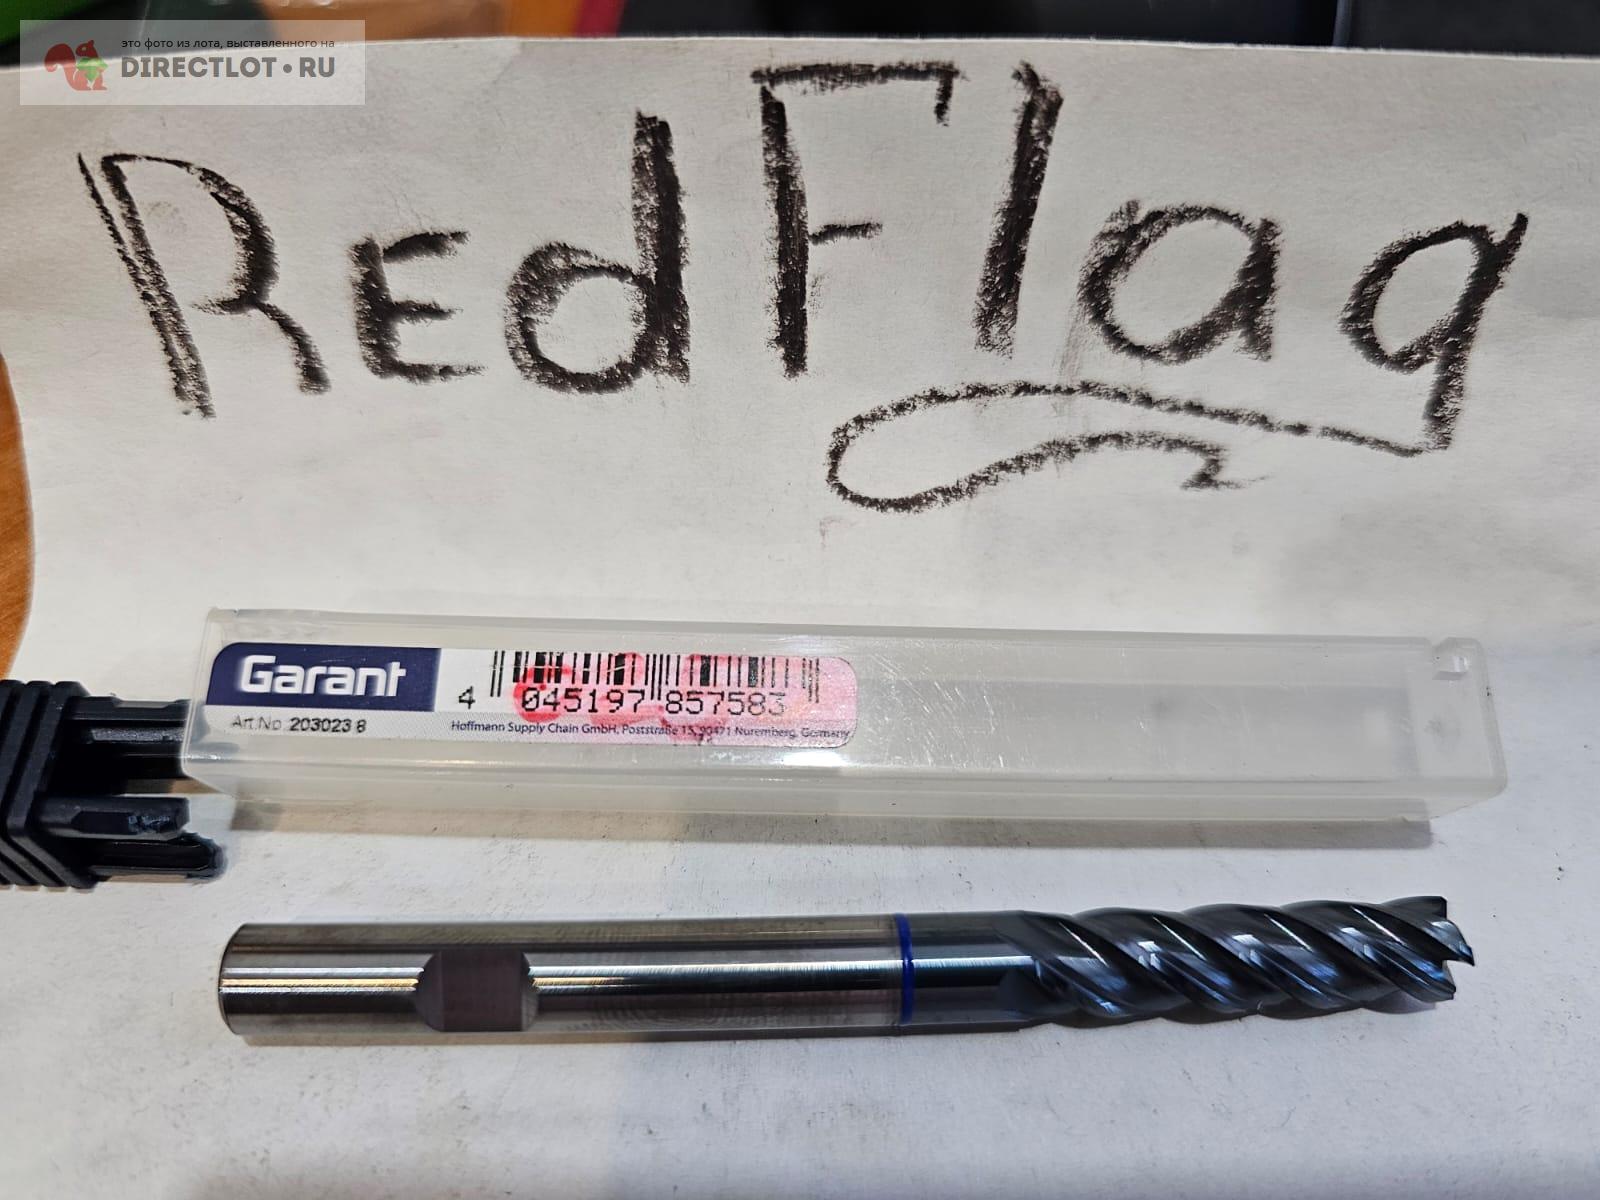 это фото из лота, выставленного на
DIRECTLOT•RU
RedFlag
Garant
4 045197 857583
Art.No. 203023 8
Hoffmann Supply Chain GmbH, Poststraße 15, 90471 Nuremberg, Germany